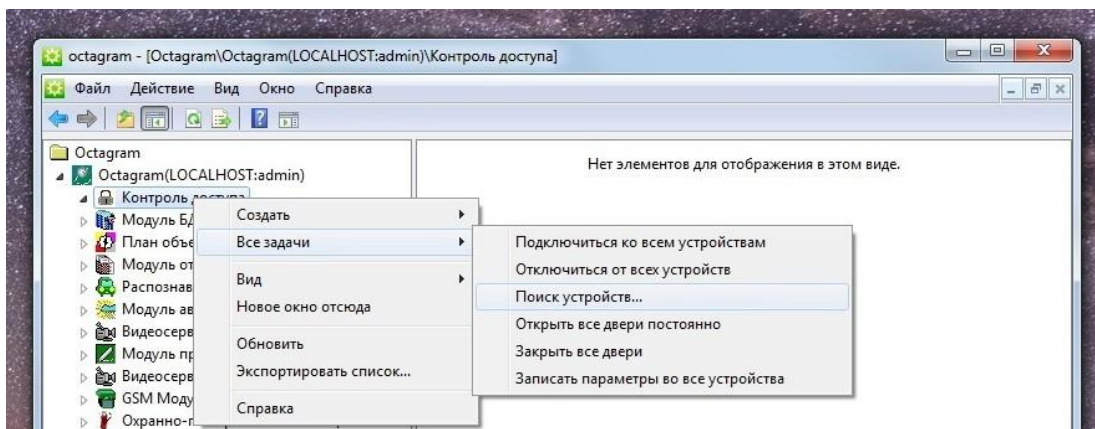 octagram - [Octagram\Octagram(LOCALHOST:admin)\Контроль доступа]
Файл Действие Вид Окно Справка
Octagram
Нет элементов для отображения в этом виде.
Octagram(LOCALHOST:admin)
Контроль доступа
Модуль БД
План объе
Модуль от
Распознав
Модуль ав
Видеосерв
Модуль пр
Видеосерв
GSM Моду
Охранно-п
Создать
Все задачи
Вид
Новое окно отсюда
Обновить
Экспортировать список...
Справка
Подключиться ко всем устройствам
Отключиться от всех устройств
Поиск устройств...
Открыть все двери постоянно
Закрыть все двери
Записать параметры во все устройства